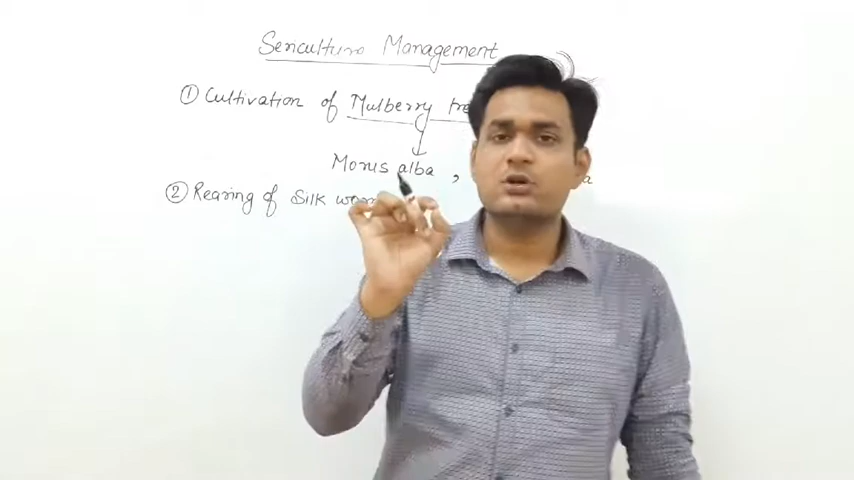 Sericulture Management
① Cultivation of Mulberry
Morus alba ,
② Rearing of Silk